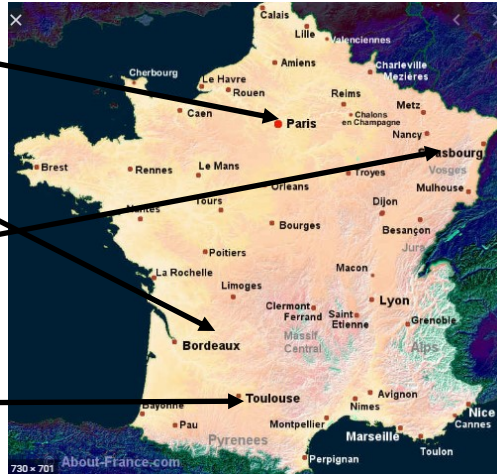 Calais
Lille
Valenciennes
Amiens
Charleville
Mezières
Cherbourg
Le Havre
Rouen
Reims
Metz
Caen
Chalons
en Champagne
Paris
Nancy
Strasbourg
Vosges
Brest
Rennes
Le Mans
Troyes
Orleans
Mulhouse
Nantes
Tours
Dijon
Bourges
Besançon
Jura
Poitiers
Macon
La Rochelle
Limoges
Lyon
Clermont
Ferrand
Saint
Etienne
Grenoble
Massif
Central
Alps
Bordeaux
Toulouse
Avignon
Nimes
Bayonne
Pau
Montpellier
Nice
Cannes
Marseille
Pyrenees
Toulon
Perpignan
About-France.com
730 × 701